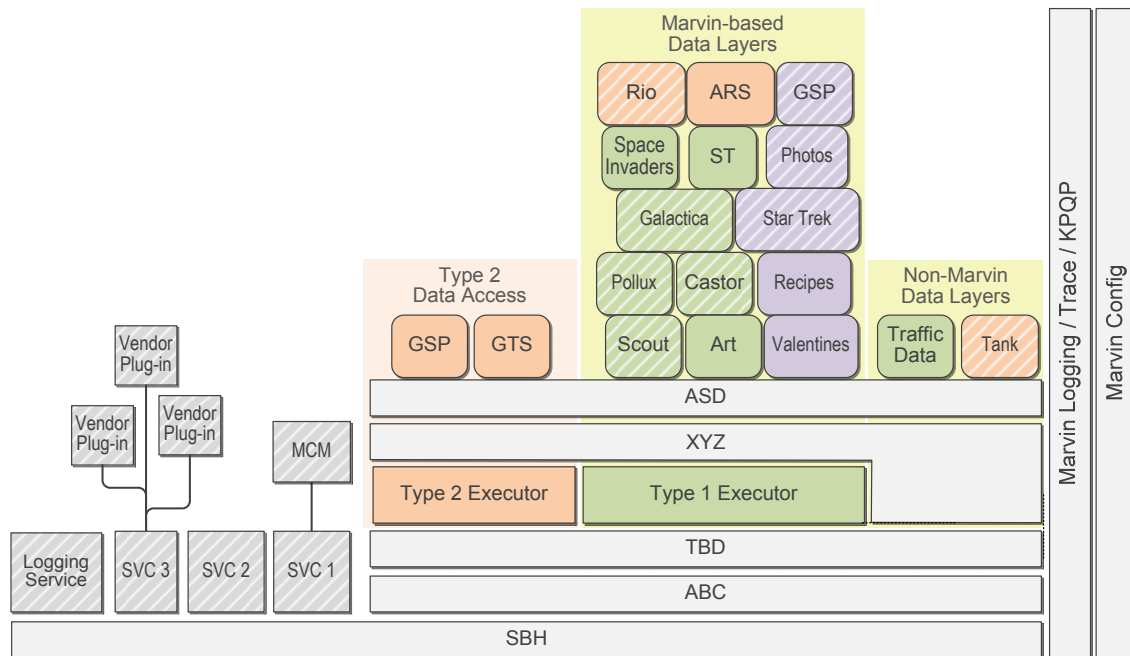 Marvin-based
Data Layers
Rio
ARS
GSP
Space
Invaders
ST
Photos
Galactica
Star Trek
Pollux
Castor
Recipes
Scout
Art
Valentines
Type 2
Data Access
GSP
GTS
Non-Marvin
Data Layers
Traffic
Data
Tank
Vendor
Plug-in
Vendor
Plug-in
Vendor
Plug-in
MCM
ASD
XYZ
Type 2 Executor
Type 1 Executor
Logging
Service
SVC 3
SVC 2
SVC 1
TBD
ABC
SBH
Marvin Logging / Trace / KPQP
Marvin Config